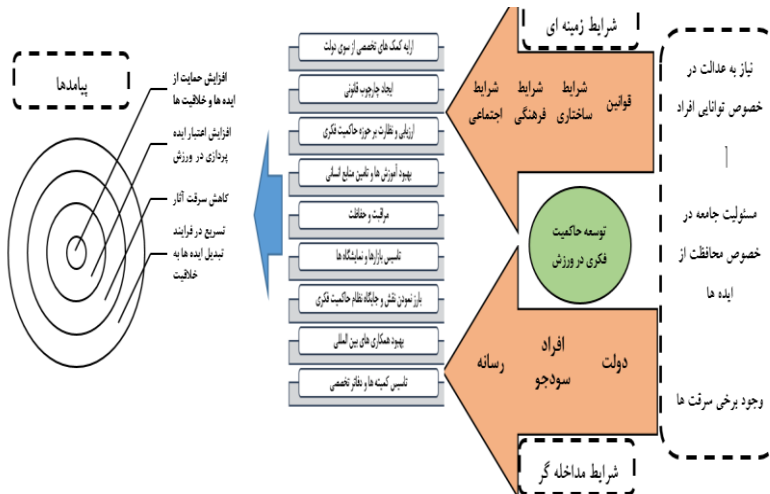 شرایط زمینه ای
نیاز به عدالت در
خصوص توانایی افراد
مسئولیت جامعه در
خصوص محافظت از
ایده ها
وجود برخی سرقت ها
قوانین
شرایط
ساختاری
شرایط
فرهنگی
شرایط
اجتماعی
توسعه حاکمیت
فکری در ورزش
دولت
افراد
سودجو
رسانه
شرایط مداخله گر
ارایه کمک های تخصصی از سوی دولت
ایجاد چارچوب قانونی
ارزیابی و نظارت بر حوزه حاکمیت فکری
بهبود آموزش ها و تامین منابع انسانی
مراقبت و حفاظت
تاسیس بازارها و نمایشگاه ها
بارز نمودن نقش و جایگاه نظام حاکمیت فکری
بهبود همکاری های بین المللی
تاسیس کمیته ها و دفاتر تخصصی
پیامدها
افزایش حمایت از
ایده ها و خلاقیت ها
افزایش اعتبار ایده
پردازی در ورزش
کاهش سرقت آثار
تسریع در فرایند
تبدیل ایده ها به
خلاقیت